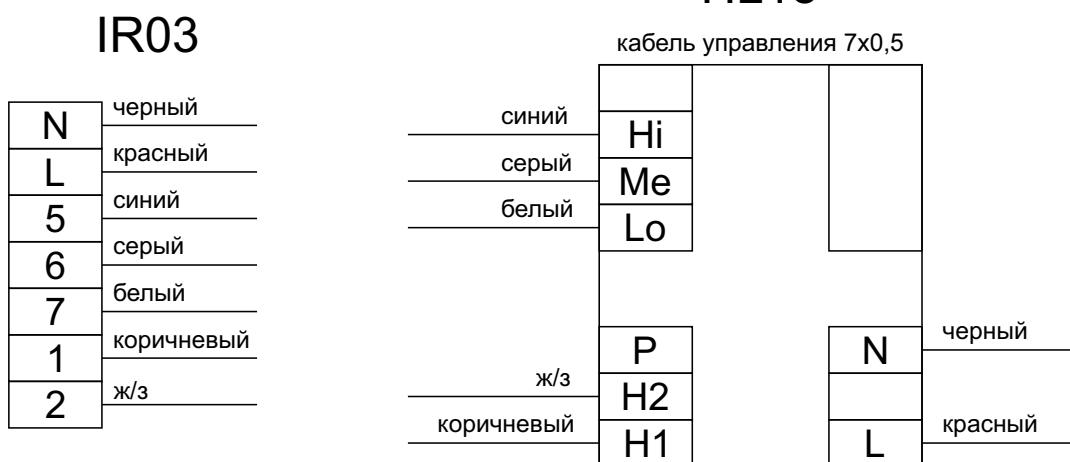 IR03
N черный
L красный
5 синий
6 серый
7 белый
1 коричневый
2 ж/з
кабель управления 7x0,5
синий Hi
серый Me
белый Lo
P
ж/з H2
коричневый H1
N черный
L красный